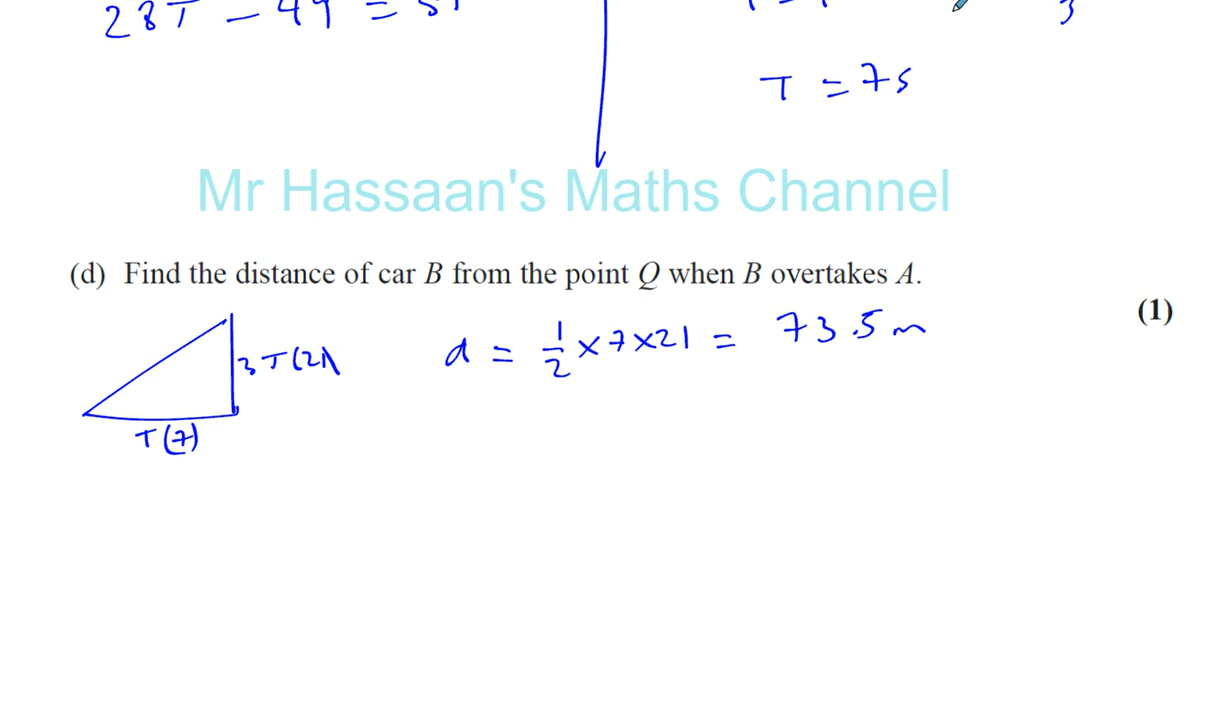 28T - 49 =
3
T = 7s
Mr Hassaan's Maths Channel
(d) Find the distance of car B from the point Q when B overtakes A.
(1)
3T(21)
d = 1/2 × 7 × 21 = 73.5 m
T(7)